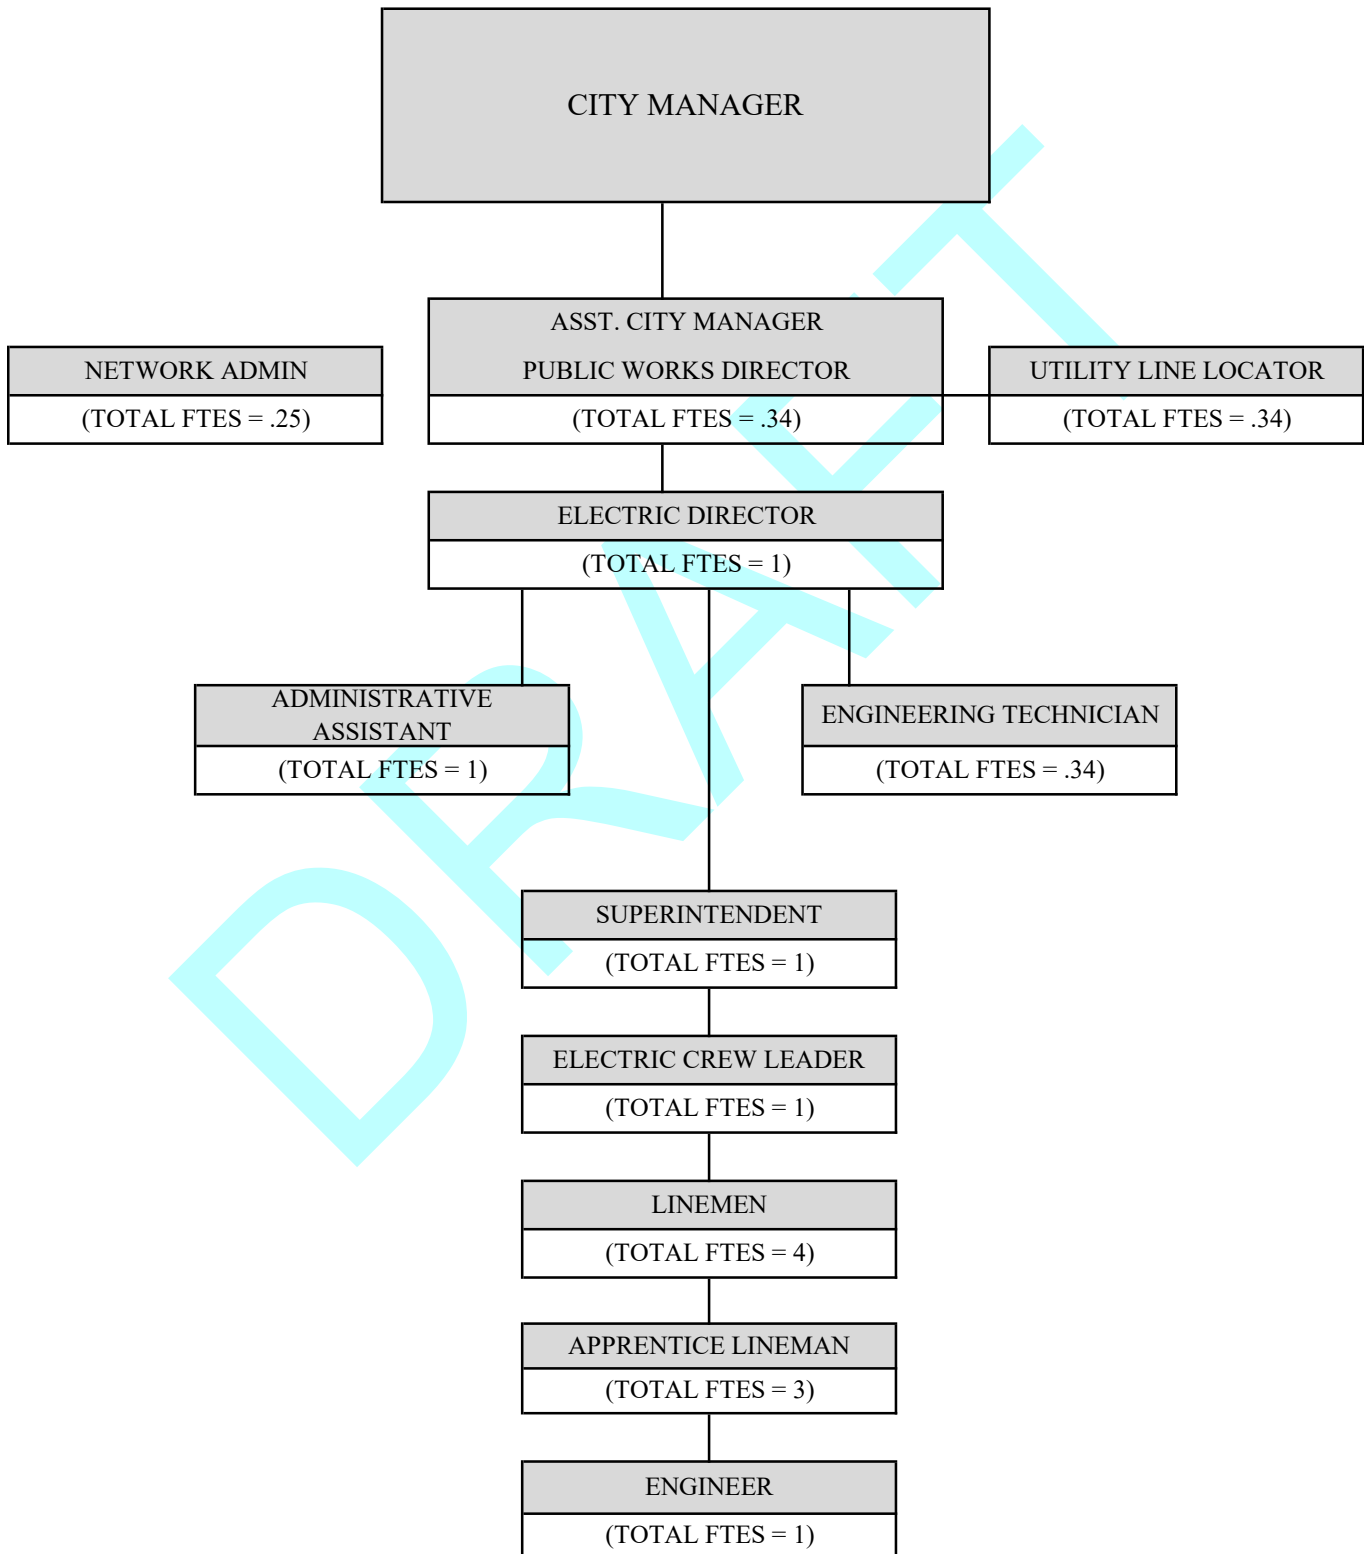 CITY MANAGER
ASST. CITY MANAGER
NETWORK ADMIN
PUBLIC WORKS DIRECTOR
UTILITY LINE LOCATOR
(TOTAL FTES = .25)
(TOTAL FTES = .34)
(TOTAL FTES = .34)
ELECTRIC DIRECTOR
(TOTAL FTES = 1)
ADMINISTRATIVE
ASSISTANT
(TOTAL FTES = 1)
ENGINEERING TECHNICIAN
(TOTAL FTES = .34)
SUPERINTENDENT
(TOTAL FTES = 1)
ELECTRIC CREW LEADER
(TOTAL FTES = 1)
LINEMEN
(TOTAL FTES = 4)
APPRENTICE LINEMAN
(TOTAL FTES = 3)
ENGINEER
(TOTAL FTES = 1)
DRAFT